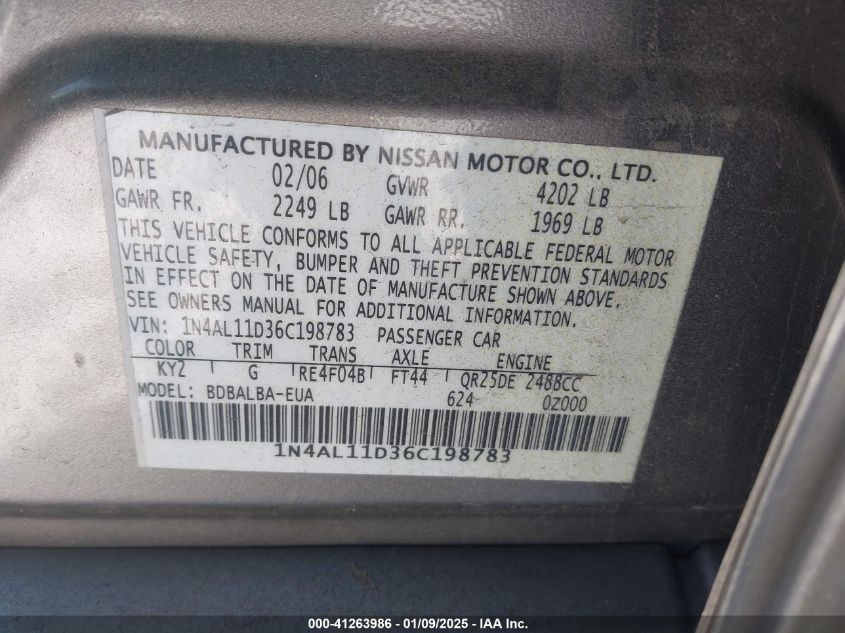 MANUFACTURED BY NISSAN MOTOR CO., LTD.
DATE 02/06 GVWR 4202 LB
GAWR FR. 2249 LB GAWR RR. 1969 LB
THIS VEHICLE CONFORMS TO ALL APPLICABLE FEDERAL MOTOR
VEHICLE SAFETY, BUMPER AND THEFT PREVENTION STANDARDS
IN EFFECT ON THE DATE OF MANUFACTURE SHOWN ABOVE.
SEE OWNERS MANUAL FOR ADDITIONAL INFORMATION.
VIN: 1N4AL11D36C198783 PASSENGER CAR
COLOR TRIM TRANS AXLE ENGINE
KY2 G RE4F04B FT44 QR25DE 2488CC
MODEL: BDBALBA-EUA 624 0Z000
1N4AL11D36C198783
000-41263986 - 01/09/2025 - IAA Inc.